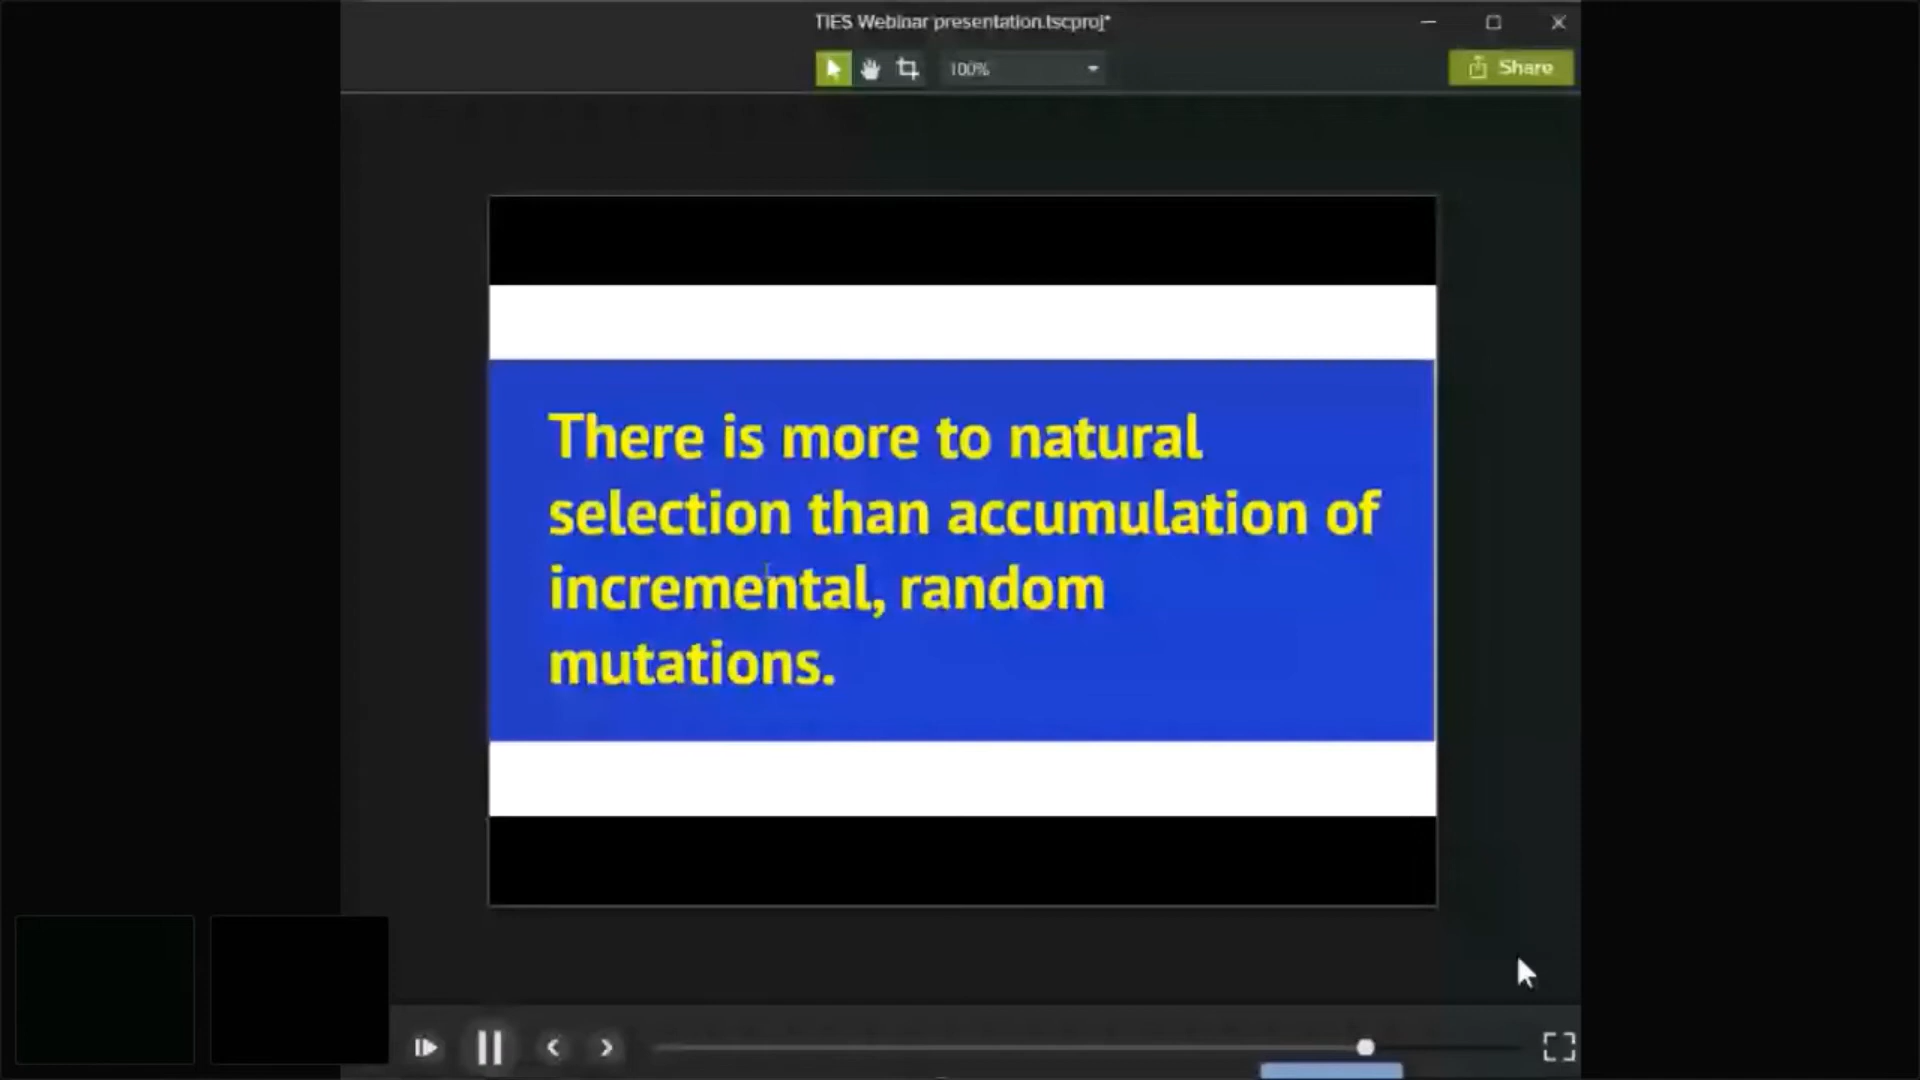 TIES Webinar presentation.tscproj*
100%
Share
There is more to natural
selection than accumulation of
incremental, random
mutations.